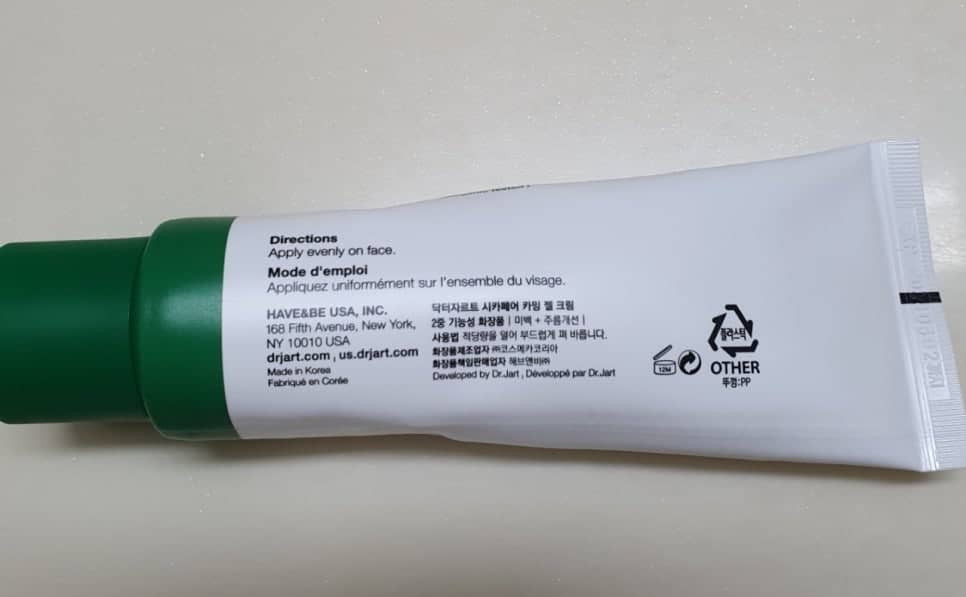 Directions
Apply evenly on face.
Mode d'emploi
Appliquez uniformément sur l'ensemble du visage.
HAVE&BE USA, INC.
168 Fifth Avenue, New York,
NY 10010 USA
drjart.com , us.drjart.com
Made in Korea
Fabriqué en Corée
닥터자르트 시카페어 카밍 젤 크림
2중 기능성 화장품 | 미백 + 주름개선 |
사용법 적당량을 덜어 부드럽게 펴 바릅니다.
화장품제조업자 ㈜코스메카코리아
화장품책임판매업자 해브앤비㈜
Developed by Dr.Jart , Développé par Dr.Jart
12M
플라스틱
OTHER
뚜껑:PP